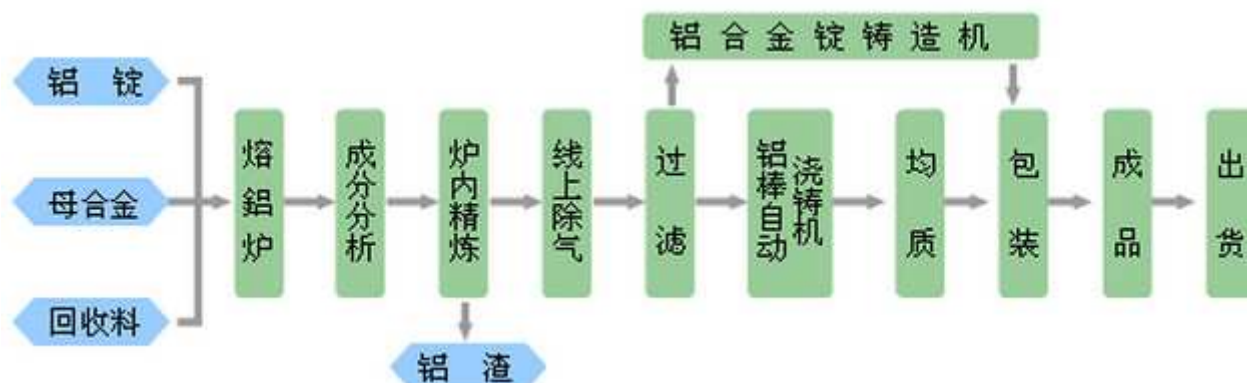 铝合金锭铸造机
铝锭
母合金
回收料
熔鋁炉
成分分析
炉内精炼
线上除气
过滤
铝棒自动
浇铸机
均质
包装
成品
出货
铝渣